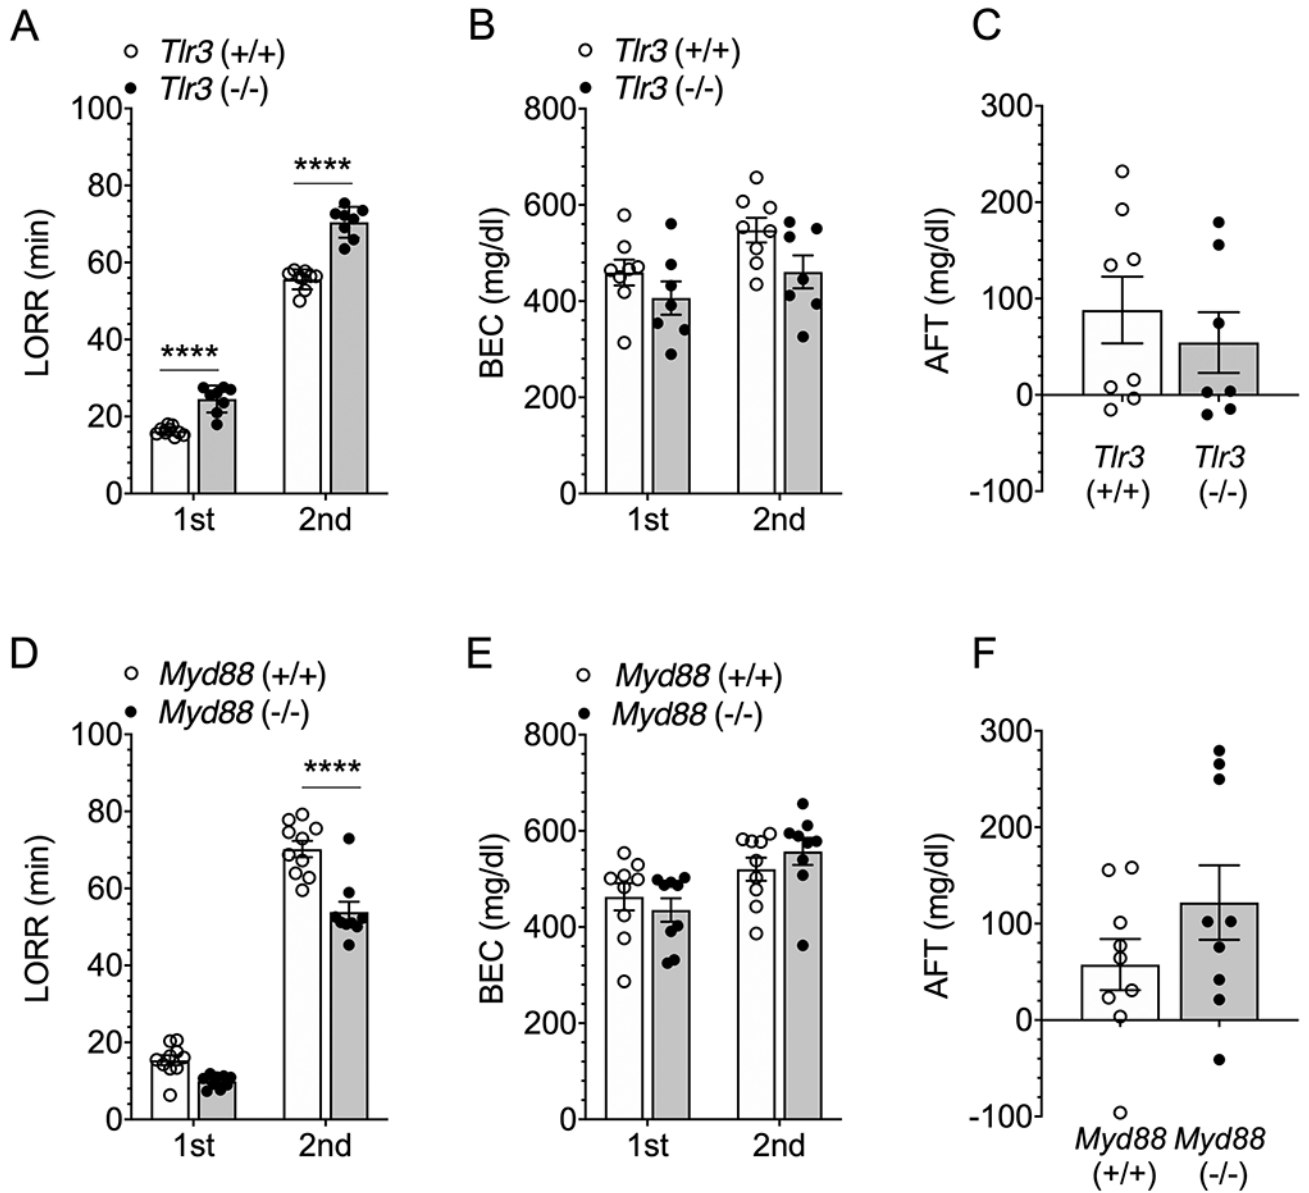 A
Tlr3 (+/+)
Tlr3 (-/-)
100
80
60
40
20
0
LORR (min)
****
****
1st
2nd
B
Tlr3 (+/+)
Tlr3 (-/-)
800
600
400
200
0
BEC (mg/dl)
1st
2nd
C
300
200
100
0
-100
AFT (mg/dl)
Tlr3
(+/+)
Tlr3
(-/-)
D
Myd88 (+/+)
Myd88 (-/-)
100
80
60
40
20
0
LORR (min)
****
1st
2nd
E
Myd88 (+/+)
Myd88 (-/-)
800
600
400
200
0
BEC (mg/dl)
1st
2nd
F
300
200
100
0
-100
AFT (mg/dl)
Myd88
(+/+)
Myd88
(-/-)